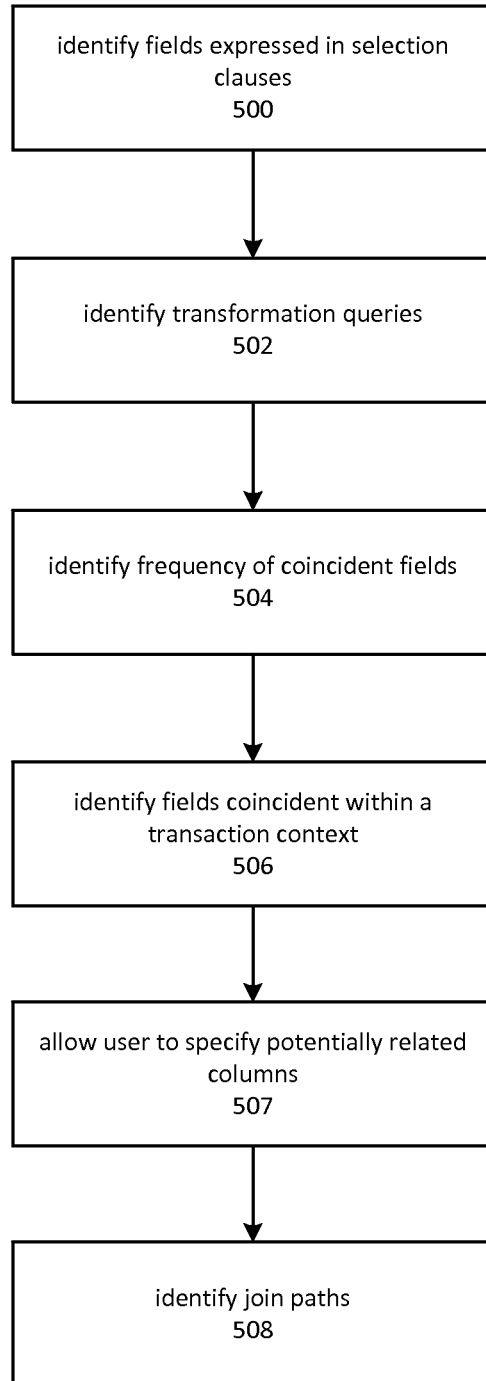 identify fields expressed in selection
clauses
500
identify transformation queries
502
identify frequency of coincident fields
504
identify fields coincident within a
transaction context
506
allow user to specify potentially related
columns
507
identify join paths
508